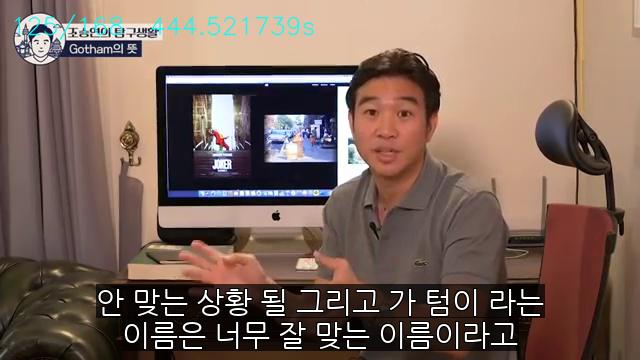 125/168 444.521739s
조승연의 탐구생활
Gotham의 뜻
JOKER
안 맞는 상황 될 그리고 가 텀이 라는
이름은 너무 잘 맞는 이름이라고